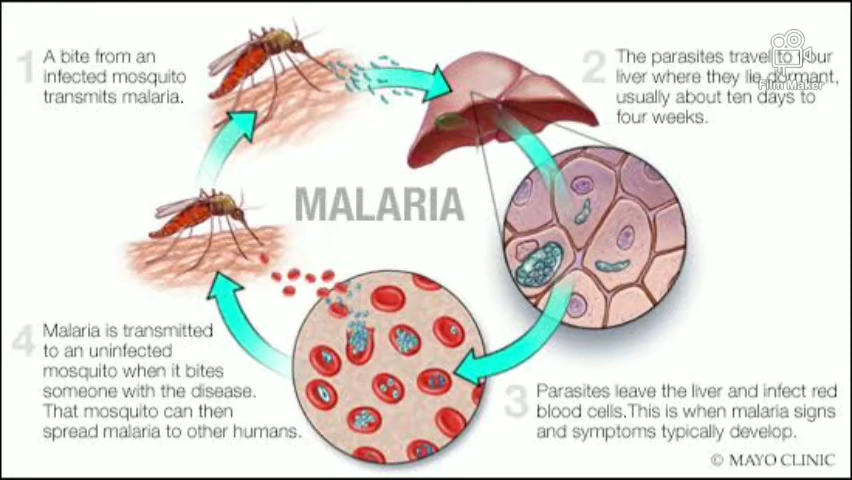 1
A bite from an
infected mosquito
transmits malaria.
2
The parasites travel to your
liver where they lie dormant,
usually about ten days to
four weeks.
Film Maker
MALARIA
4
Malaria is transmitted
to an uninfected
mosquito when it bites
someone with the disease.
That mosquito can then
spread malaria to other humans.
3
Parasites leave the liver and infect red
blood cells.This is when malaria signs
and symptoms typically develop.
© MAYO CLINIC